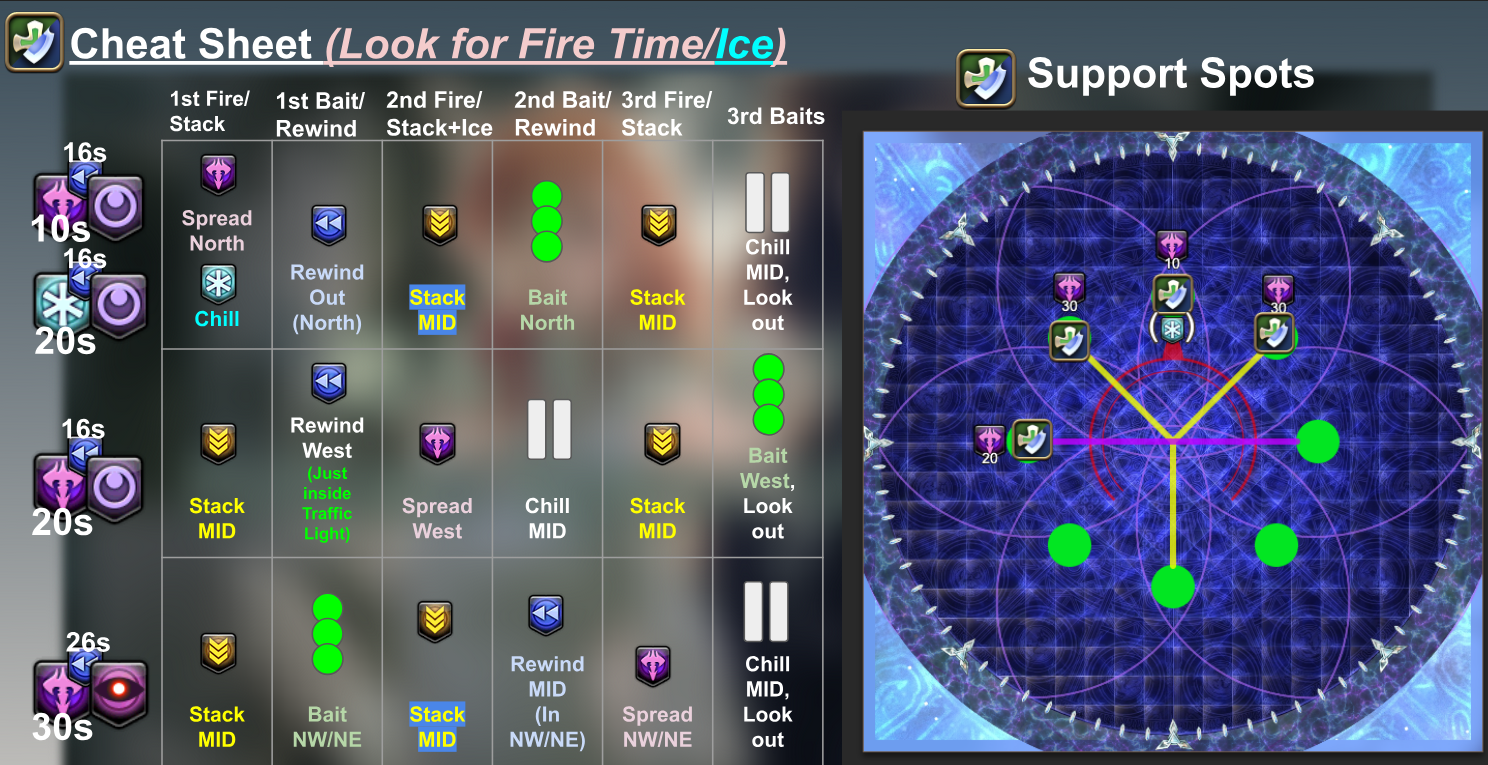 Cheat Sheet (Look for Fire Time/Ice)
Support Spots
1st Fire/
Stack
1st Bait/
Rewind
2nd Fire/
Stack+Ice
2nd Bait/
Rewind
3rd Fire/
Stack
3rd Baits
16s
10s
16s
20s
Spread
North
Chill
Rewind
Out
(North)
Stack
MID
Bait
North
Stack
MID
Chill
MID,
Look
out
16s
20s
Stack
MID
Rewind
West
(Just
inside
Traffic
Light)
Spread
West
Chill
MID
Stack
MID
Bait
West,
Look
out
26s
30s
Stack
MID
Bait
NW/NE
Stack
MID
Rewind
MID
(In
NW/NE)
Spread
NW/NE
Chill
MID,
Look
out
10
30
30
( )
20